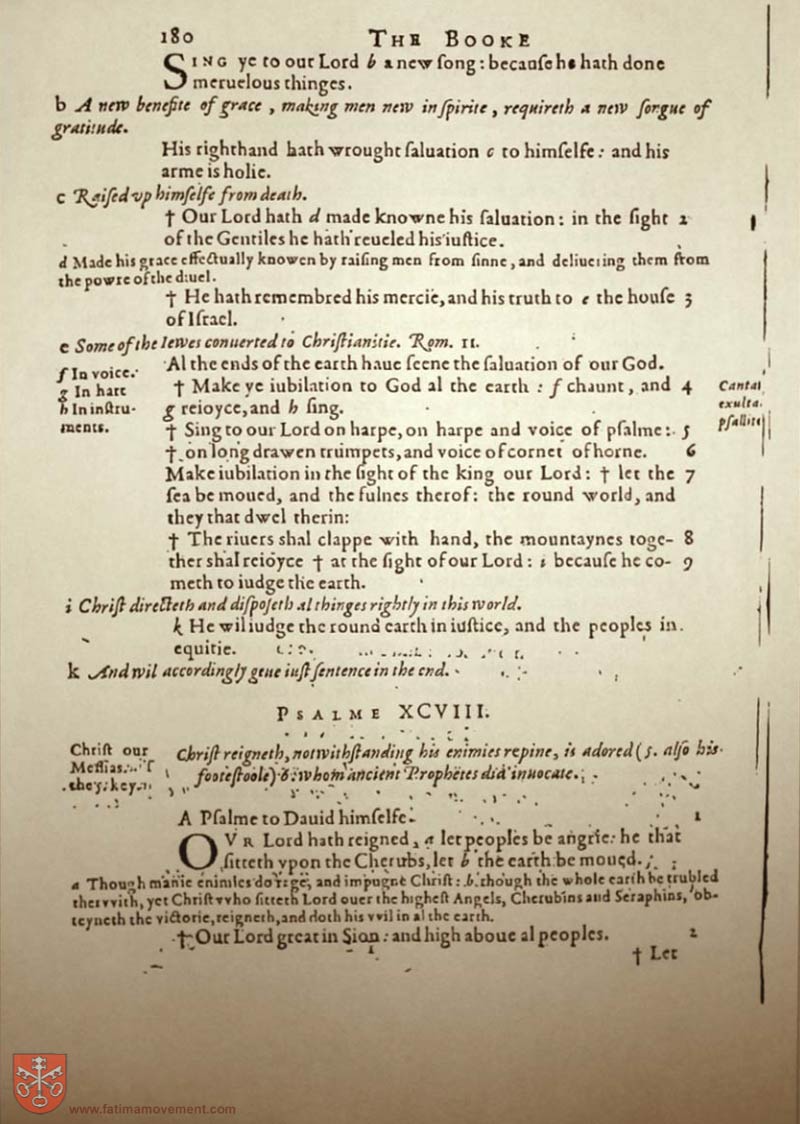 180 THE BOOKE
SING ye to our Lord b a new ſong: becauſe he hath done
meruelous thinges.
b A new benefite of grace, making men new in ſpirite, requireth a new ſongue of
gratitude.
His righthand hath wrought ſaluation c to himſelfe: and his
arme is holie.
c Raiſed up himſelfe from death.
† Our Lord hath d made knowne his ſaluation: in the ſight 2
of the Gentiles he hath reueled his iuſtice.
d Made his grace effectually knowen by raiſing men from ſinne, and deliuering them from
the powre of the diuel.
† He hath remembred his mercie, and his truth to e the houſe 3
of Iſrael.
e Some of the Iewes conuerted to Chriſtianitie. Rom. 11.
Al the ends of the earth haue ſeene the ſaluation of our God.
f In voice.
g In hart
h In inſtru-
ments.
† Make ye iubilation to God al the earth: f chaunt, and 4
g reioyce, and h ſing.
Cantat
exulta.
pſallite
† Sing to our Lord on harpe, on harpe and voice of pſalme: 5
† on long drawen trumpets, and voice of cornet of horne. 6
Make iubilation in the ſight of the king our Lord: † let the 7
ſea be moued, and the fulnes therof: the round world, and
they that dwel therin:
† The riuers shal clappe with hand, the mountaynes toge- 8
ther shal reioyce † at the ſight of our Lord: i becauſe he co- 9
meth to iudge the earth.
i Chriſt directeth and diſpoſeth al thinges rightly in this world.
k He wil iudge the round earth in iuſtice, and the peoples in
equitie.
k And wil accordingly geue iuſt ſentence in the end.
PSALME XCVIII.
Chriſt our
Meſſias.
they. key.
Chriſt reigneth, notwithſtanding his enimies repine, is adored (5. alſo his
footeſtoole) 6. whom ancient Prophetes did inuocate.
A Pſalme to Dauid himſelfe. 1
OVR Lord hath reigned, a let peoples be angrie: he that
ſitteth vpon the Cherubs, let b the earth be moued.
a Though manie enimies do rage, and impugne Chriſt: b though the whole earth be trubled
therwith, yet Chriſt vvho ſitteth Lord ouer the higheſt Angels, Cherubins and Seraphins, ob-
teyneth the victorie, reigneth, and doth his vvil in al the earth.
† Our Lord great in Sion: and high aboue al peoples. 2
† Let
www.fatimamovement.com